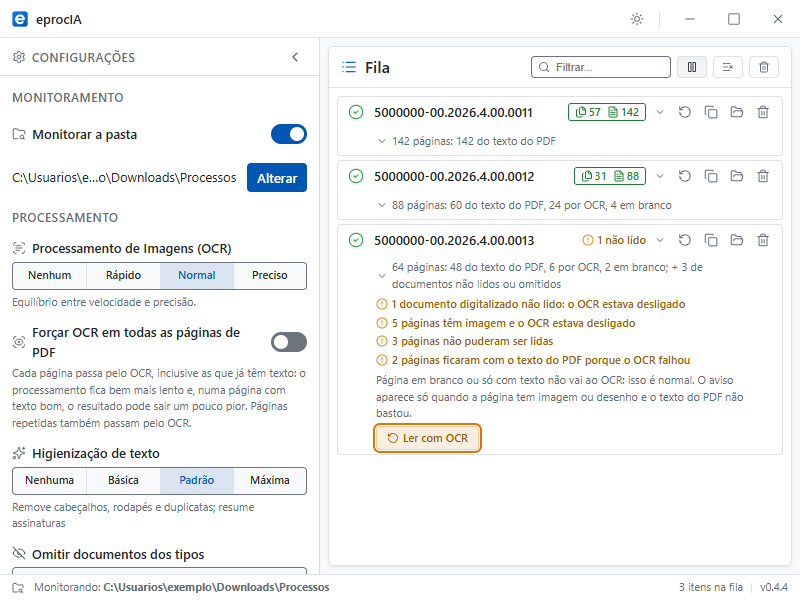 eprocIA
CONFIGURAÇÕES
MONITORAMENTO
Monitorar a pasta
C:\Usuarios\e...o\Downloads\Processos
Alterar
PROCESSAMENTO
Processamento de Imagens (OCR)
Nenhum
Rápido
Normal
Preciso
Equilíbrio entre velocidade e precisão.
Forçar OCR em todas as páginas de
PDF
Cada página passa pelo OCR, inclusive as que já têm texto: o
processamento fica bem mais lento e, numa página com
texto bom, o resultado pode sair um pouco pior. Páginas
repetidas também passam pelo OCR.
Higienização de texto
Nenhuma
Básica
Padrão
Máxima
Remove cabeçalhos, rodapés e duplicatas; resume
assinaturas
Omitir documentos dos tipos
Fila
Filtrar...
5000000-00.2026.4.00.0011
57
142
142 páginas: 142 do texto do PDF
5000000-00.2026.4.00.0012
31
88
88 páginas: 60 do texto do PDF, 24 por OCR, 4 em branco
5000000-00.2026.4.00.0013
1 não lido
64 páginas: 48 do texto do PDF, 6 por OCR, 2 em branco; + 3 de
documentos não lidos ou omitidos
1 documento digitalizado não lido: o OCR estava desligado
5 páginas têm imagem e o OCR estava desligado
3 páginas não puderam ser lidas
2 páginas ficaram com o texto do PDF porque o OCR falhou
Página em branco ou só com texto não vai ao OCR: isso é normal. O aviso
aparece só quando a página tem imagem ou desenho e o texto do PDF não
bastou.
Ler com OCR
Monitorando: C:\Usuarios\exemplo\Downloads\Processos
3 itens na fila
v0.4.4